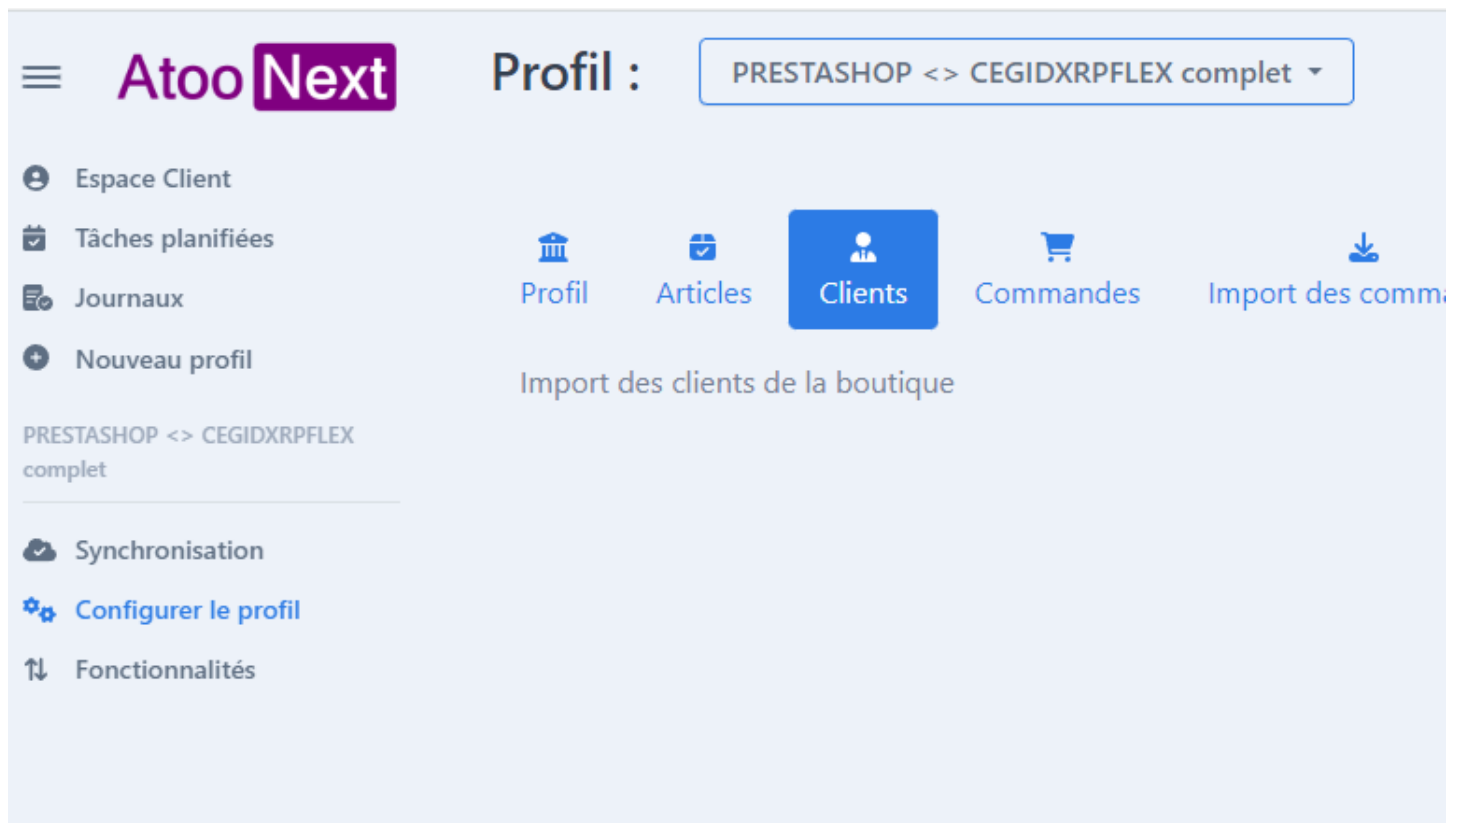 Atoo Next
Profil :
PRESTASHOP <> CEGIDXRPFLEX complet
Espace Client
Tâches planifiées
Journaux
Nouveau profil
PRESTASHOP <> CEGIDXRPFLEX
complet
Synchronisation
Configurer le profil
Fonctionnalités
Profil
Articles
Clients
Commandes
Import des comma
Import des clients de la boutique